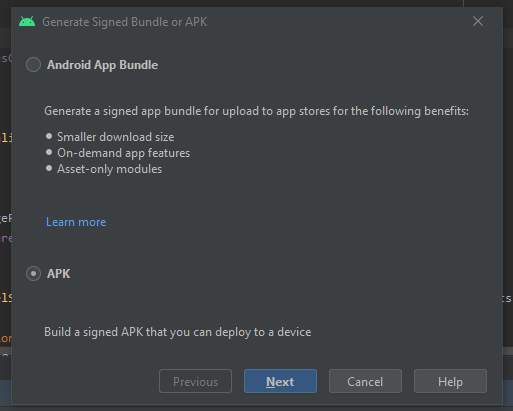 Generate Signed Bundle or APK
Android App Bundle
Generate a signed app bundle for upload to app stores for the following benefits:
Smaller download size
On-demand app features
Asset-only modules
Learn more
APK
Build a signed APK that you can deploy to a device
Previous
Next
Cancel
Help